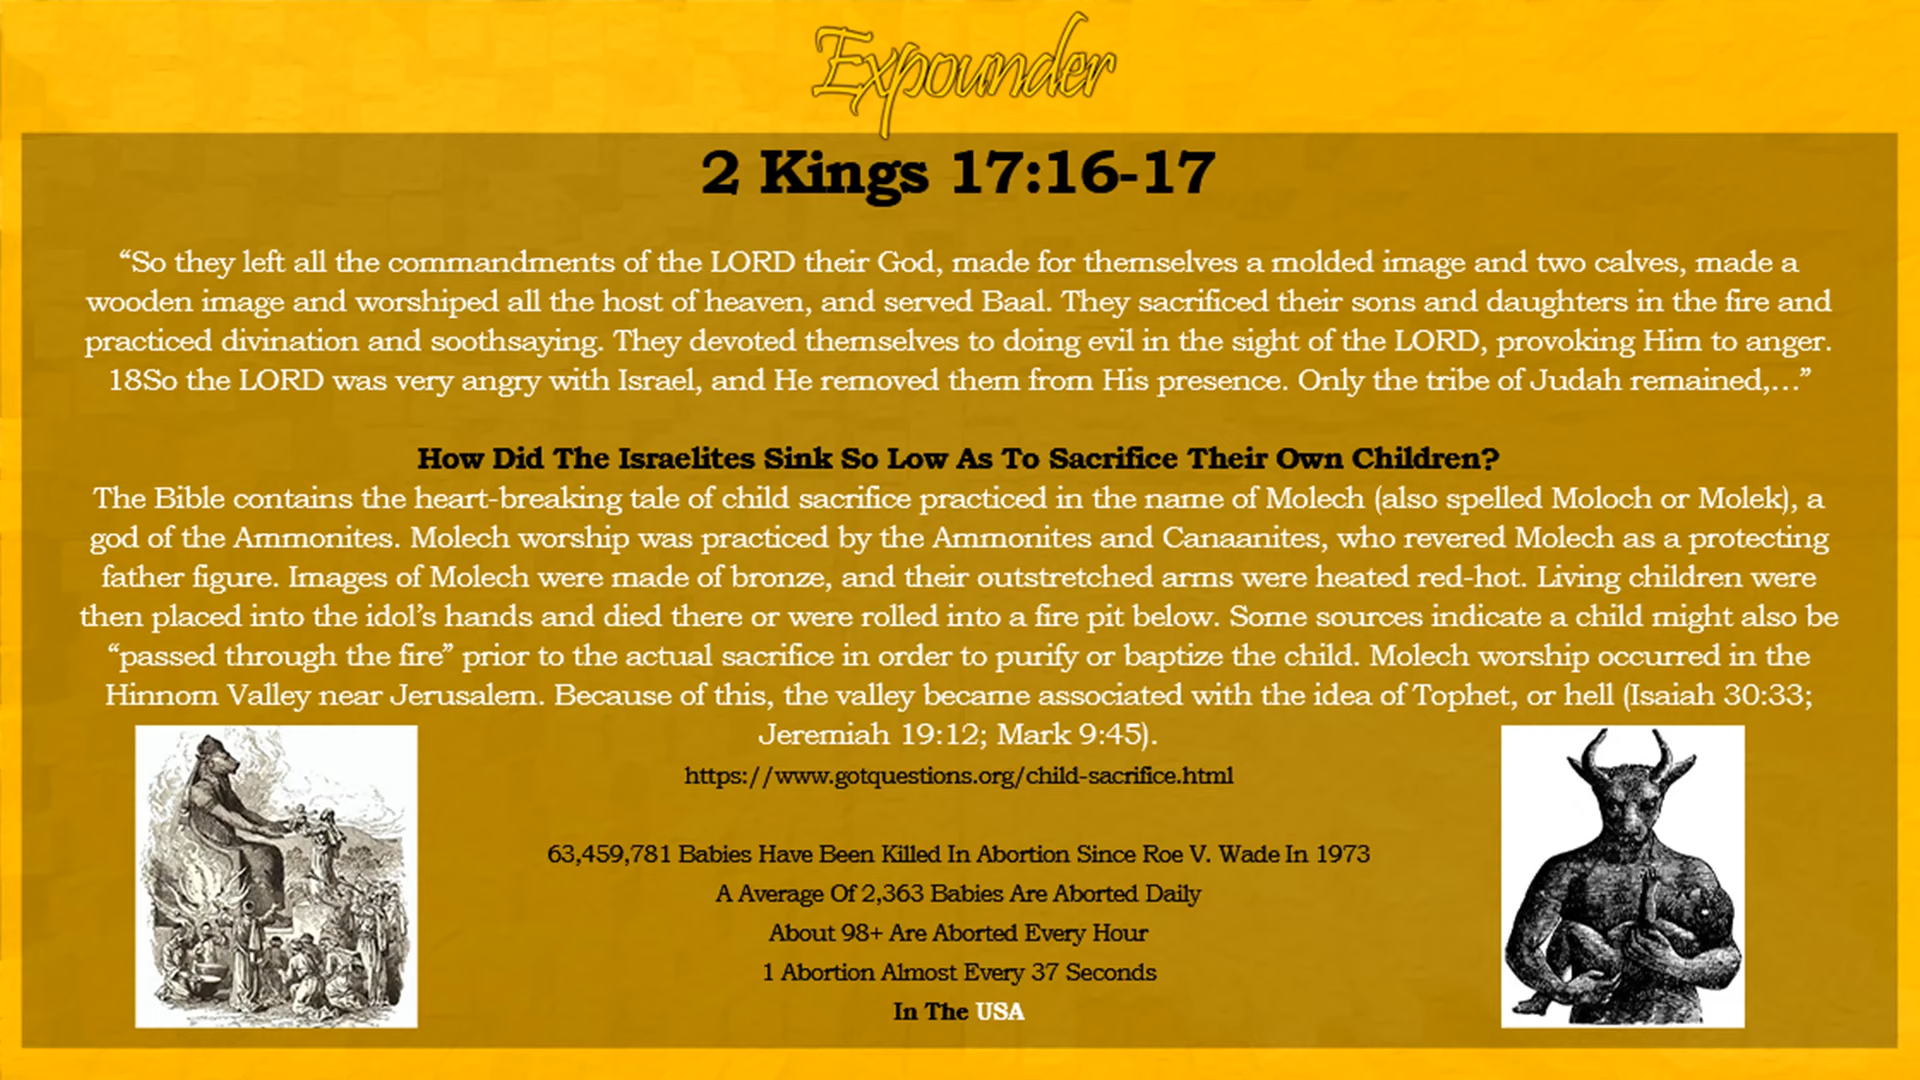 Expounder
2 Kings 17:16-17
“So they left all the commandments of the LORD their God, made for themselves a molded image and two calves, made a
wooden image and worshiped all the host of heaven, and served Baal. They sacrificed their sons and daughters in the fire and
practiced divination and soothsaying. They devoted themselves to doing evil in the sight of the LORD, provoking Him to anger.
18So the LORD was very angry with Israel, and He removed them from His presence. Only the tribe of Judah remained,...”
How Did The Israelites Sink So Low As To Sacrifice Their Own Children?
The Bible contains the heart-breaking tale of child sacrifice practiced in the name of Molech (also spelled Moloch or Molek), a
god of the Ammonites. Molech worship was practiced by the Ammonites and Canaanites, who revered Molech as a protecting
father figure. Images of Molech were made of bronze, and their outstretched arms were heated red-hot. Living children were
then placed into the idol’s hands and died there or were rolled into a fire pit below. Some sources indicate a child might also be
“passed through the fire” prior to the actual sacrifice in order to purify or baptize the child. Molech worship occurred in the
Hinnom Valley near Jerusalem. Because of this, the valley became associated with the idea of Tophet, or hell (Isaiah 30:33;
Jeremiah 19:12; Mark 9:45).
https://www.gotquestions.org/child-sacrifice.html
63,459,781 Babies Have Been Killed In Abortion Since Roe V. Wade In 1973
A Average Of 2,363 Babies Are Aborted Daily
About 98+ Are Aborted Every Hour
1 Abortion Almost Every 37 Seconds
In The USA